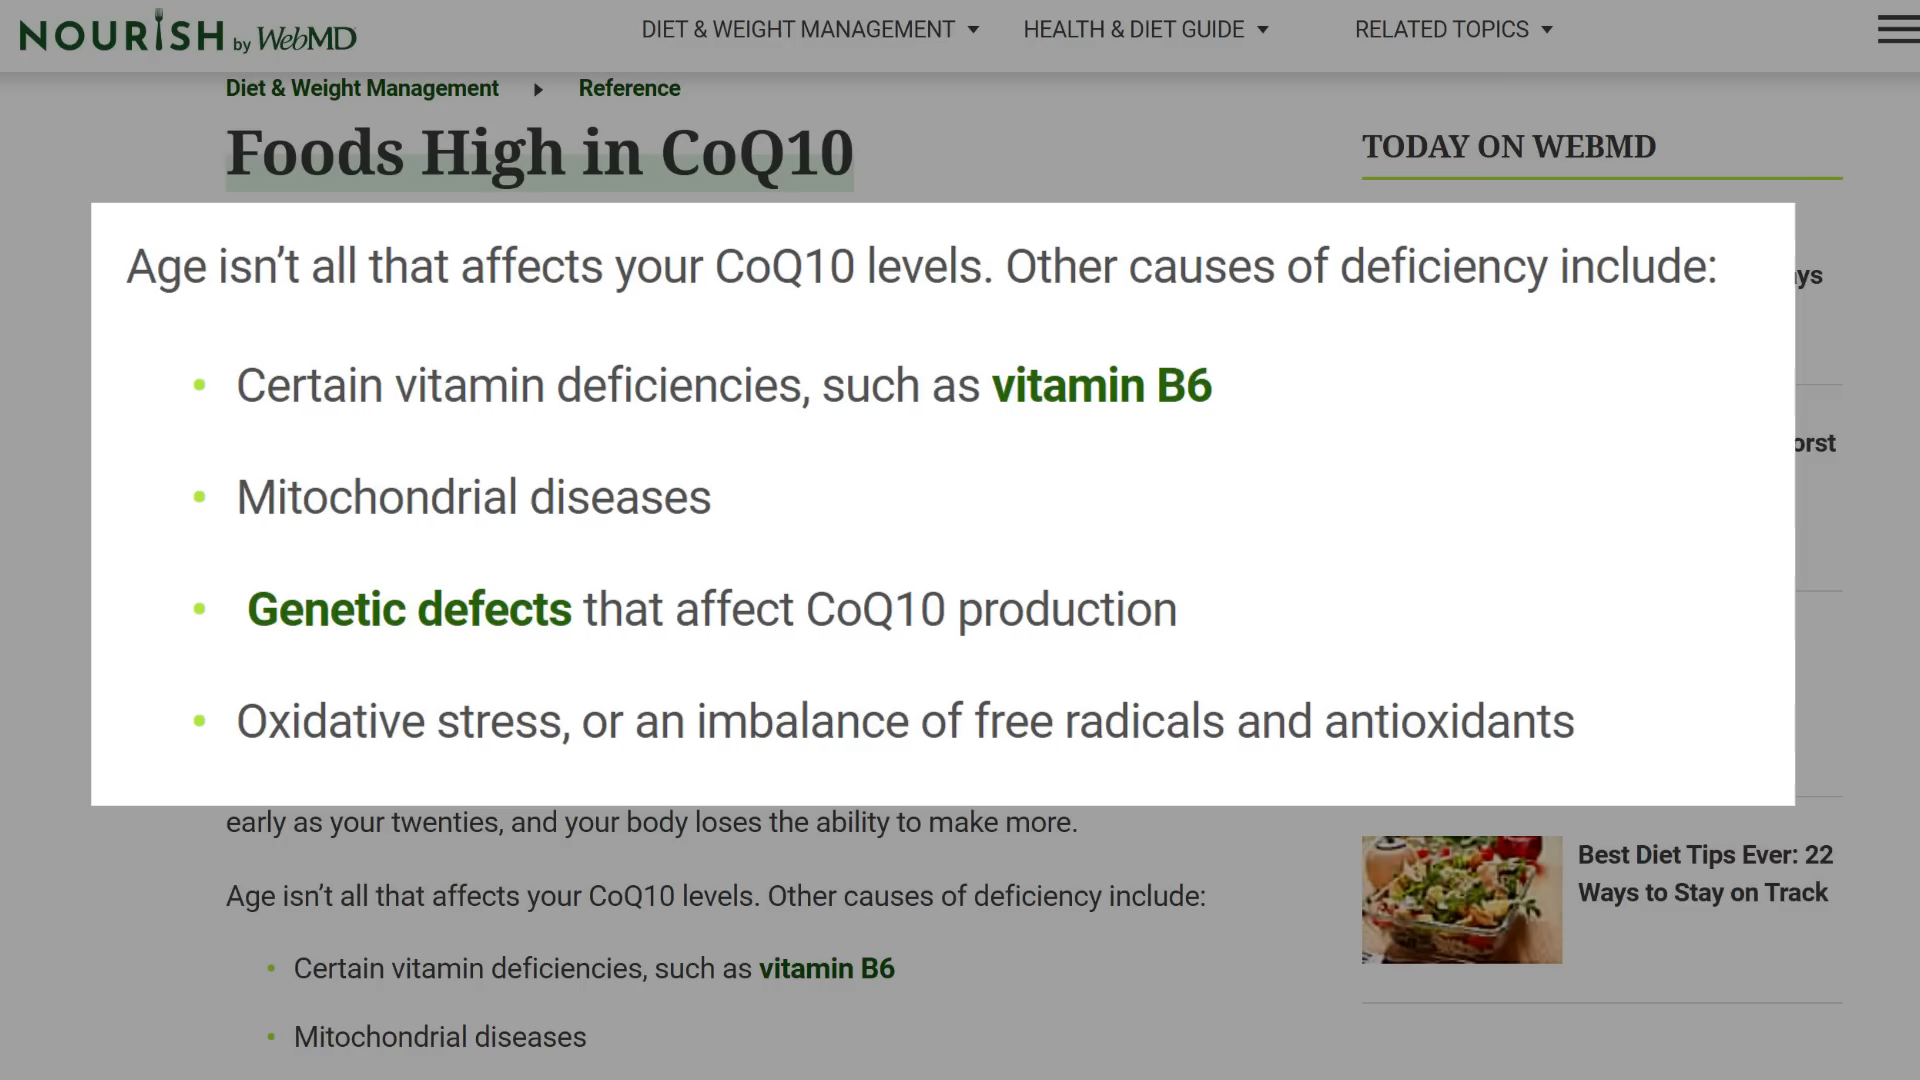 NOURISH by WebMD
DIET & WEIGHT MANAGEMENT
HEALTH & DIET GUIDE
RELATED TOPICS
Diet & Weight Management
Reference
Foods High in CoQ10
TODAY ON WEBMD
Age isn’t all that affects your CoQ10 levels. Other causes of deficiency include:
• Certain vitamin deficiencies, such as vitamin B6
• Mitochondrial diseases
• Genetic defects that affect CoQ10 production
• Oxidative stress, or an imbalance of free radicals and antioxidants
early as your twenties, and your body loses the ability to make more.
Age isn’t all that affects your CoQ10 levels. Other causes of deficiency include:
• Certain vitamin deficiencies, such as vitamin B6
• Mitochondrial diseases
Best Diet Tips Ever: 22
Ways to Stay on Track